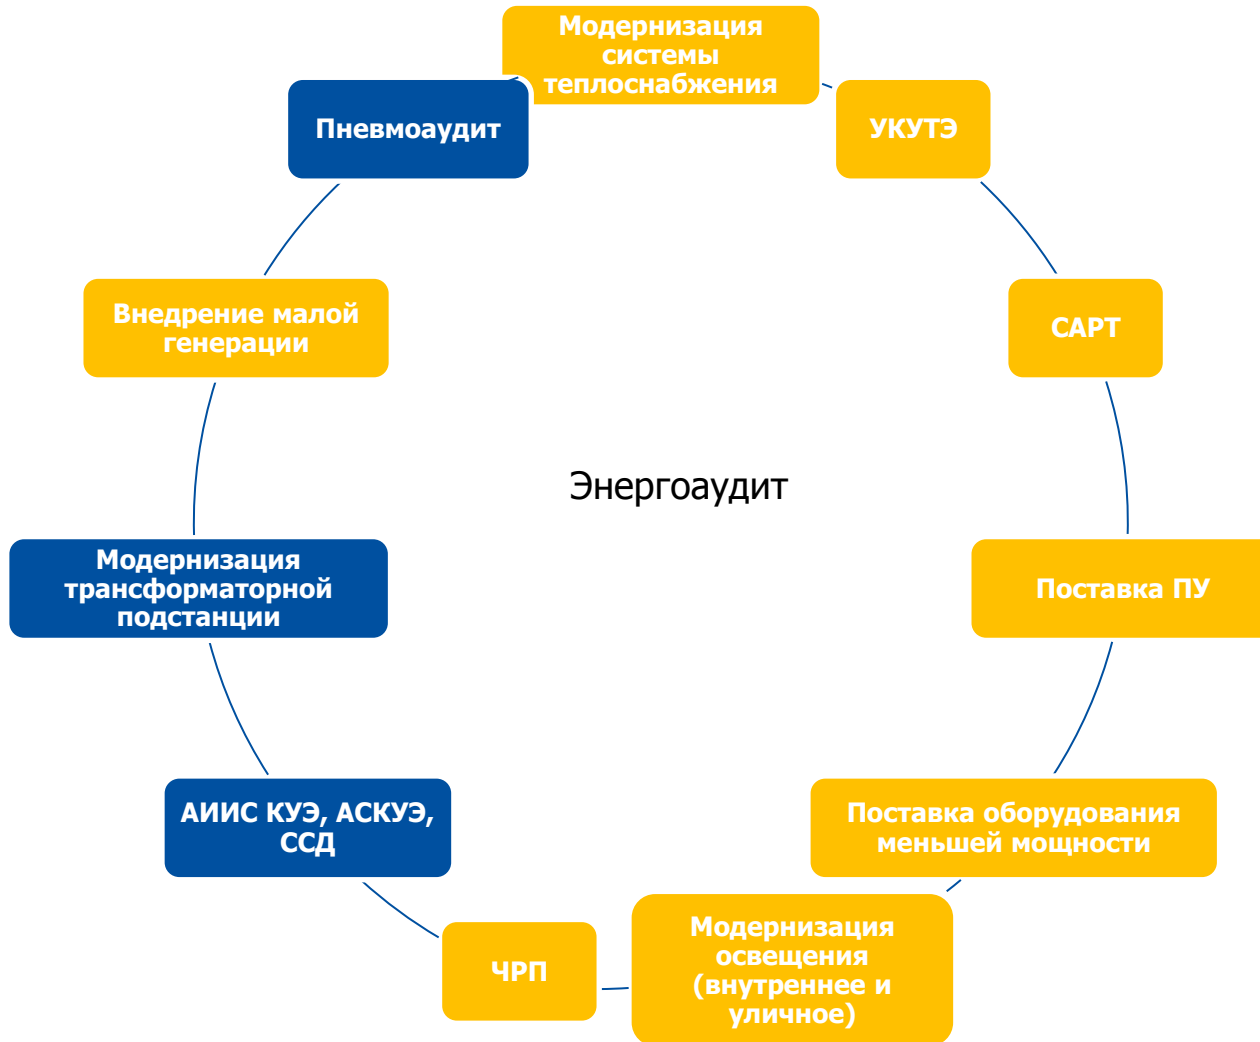 Модернизация
системы
теплоснабжения
УКУТЭ
САРТ
Поставка ПУ
Поставка оборудования
меньшей мощности
Модернизация
освещения
(внутреннее и
уличное)
ЧРП
АИИС КУЭ, АСКУЭ,
ССД
Модернизация
трансформаторной
подстанции
Внедрение малой
генерации
Пневмоаудит
Энергоаудит